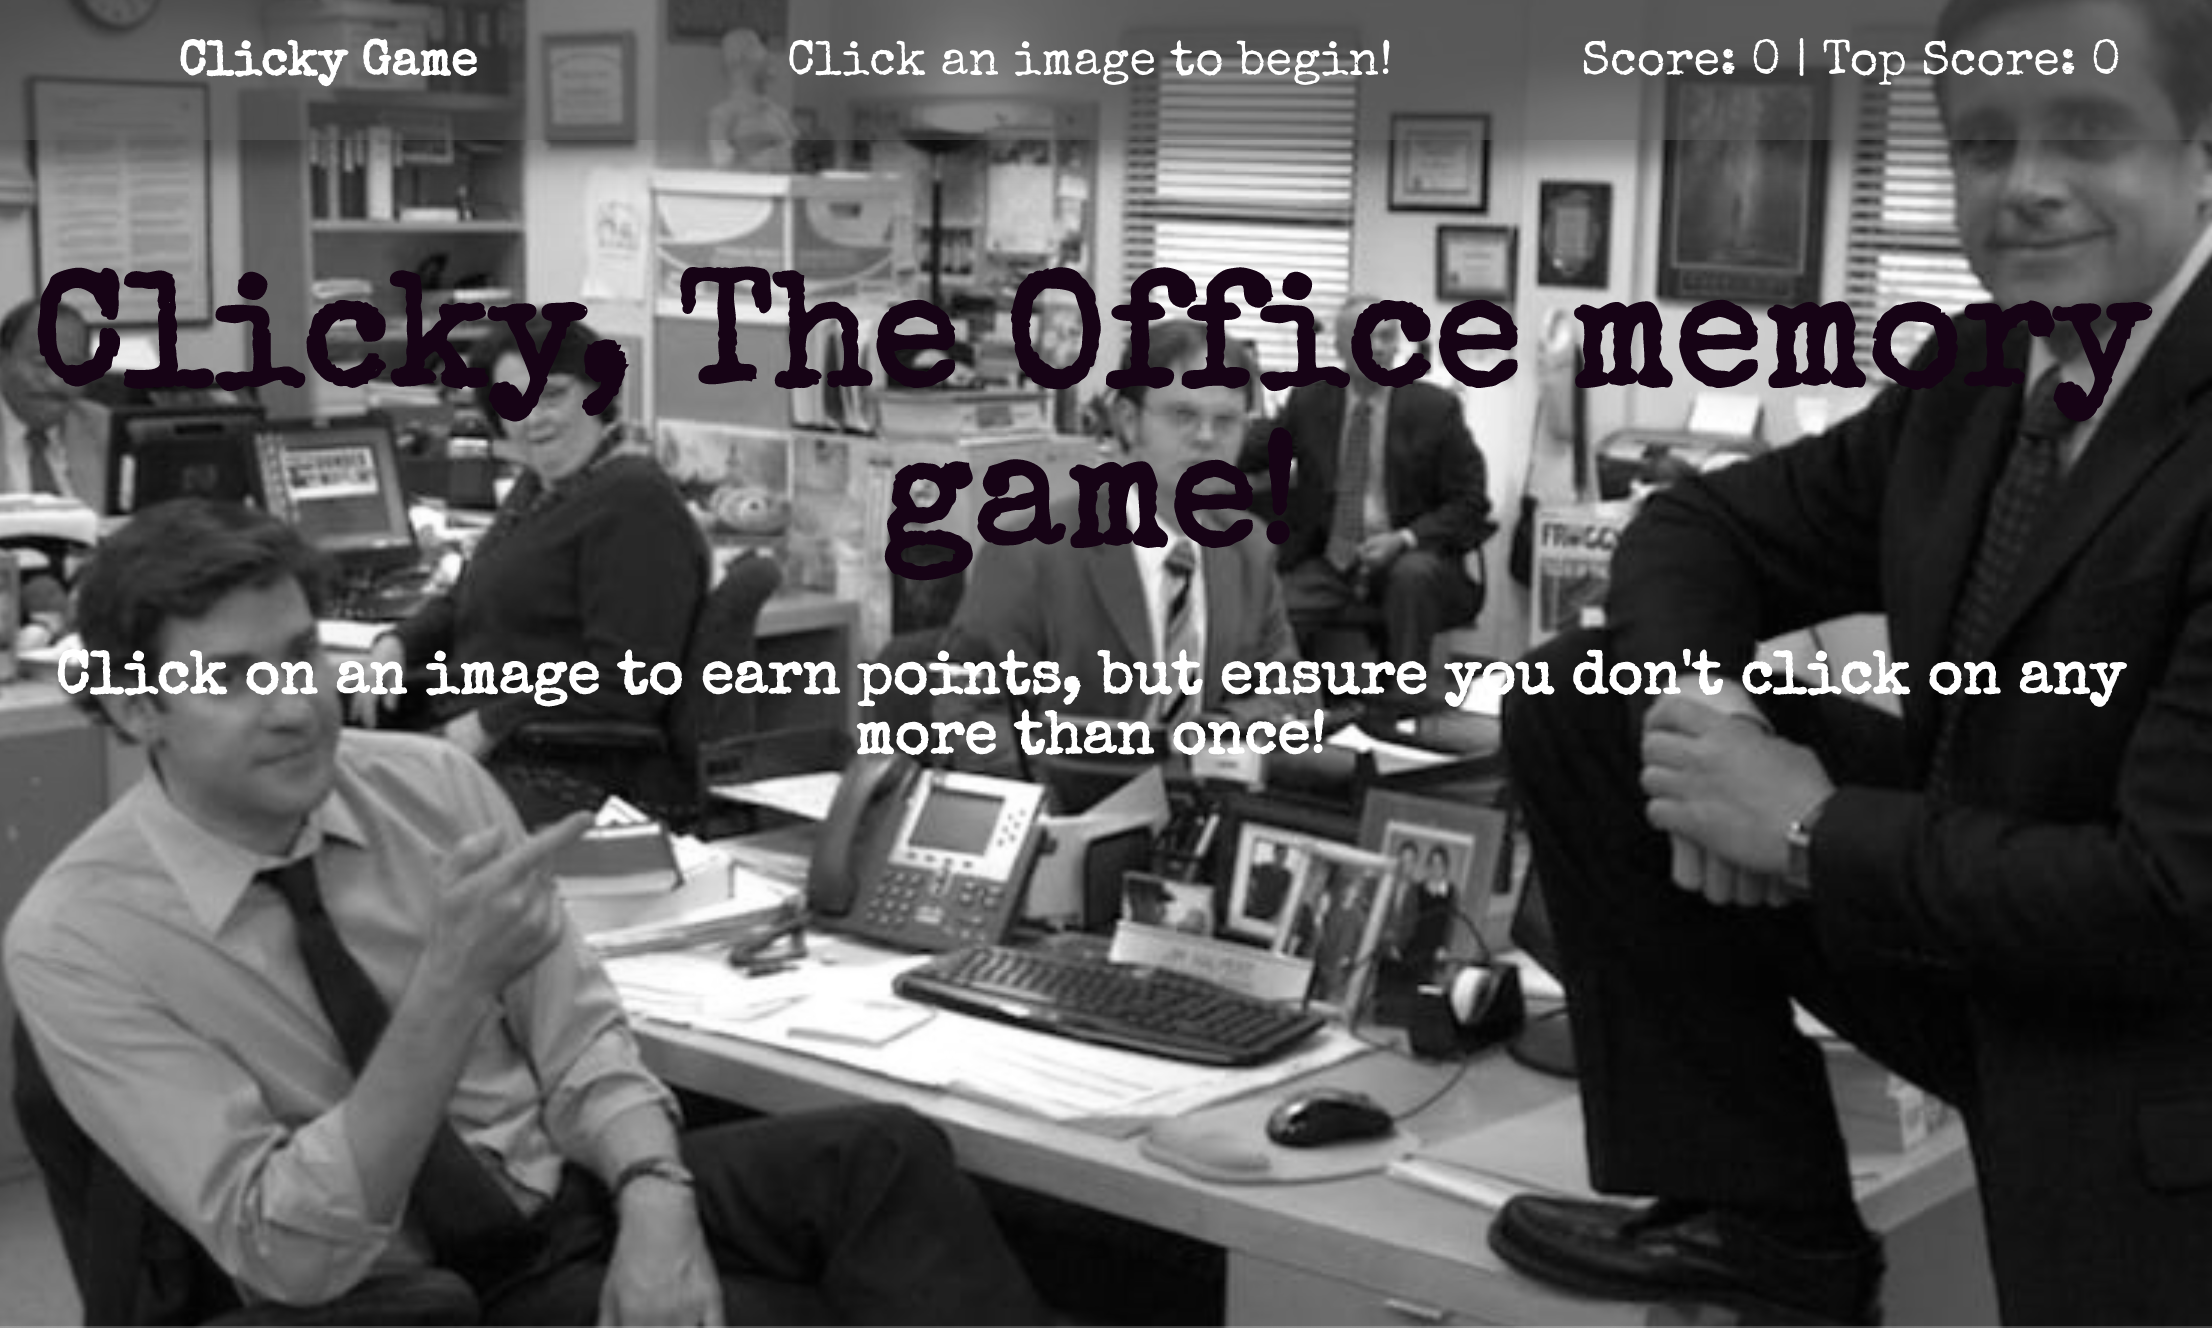 Clicky Game
Click an image to begin!
Score: 0 | Top Score: 0
Clicky, The Office memory
game!
Click on an image to earn points, but ensure you don't click on any
more than once!